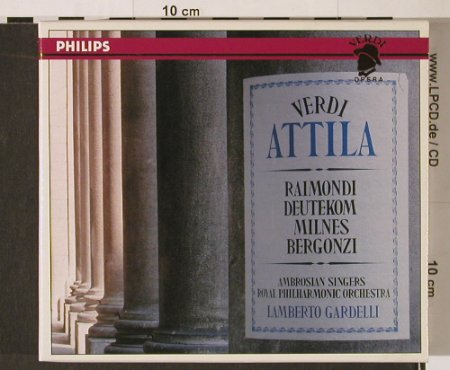 10 cm
PHILIPS
VERDI
OPERA
VERDI
ATTILA
RAIMONDI
DEUTEKOM
MILNES
BERGONZI
AMBROSIAN SINGERS
ROYAL PHILHARMONIC ORCHESTRA
LAMBERTO GARDELLI
www.LPCD.de / CD
10 cm